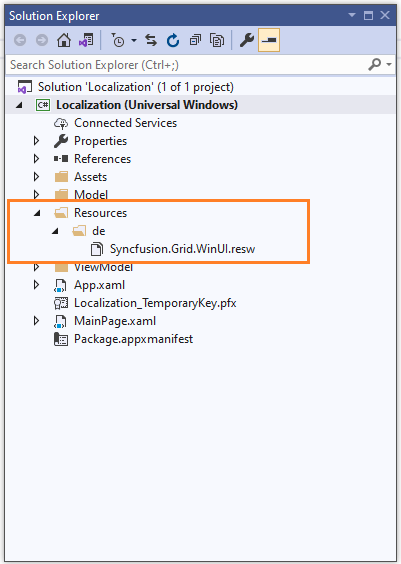 Solution Explorer
Search Solution Explorer (Ctrl+;)
Solution 'Localization' (1 of 1 project)
C# Localization (Universal Windows)
Connected Services
Properties
References
Assets
Model
Resources
de
Syncfusion.Grid.WinUI.resw
ViewModel
App.xaml
Localization_TemporaryKey.pfx
MainPage.xaml
Package.appxmanifest